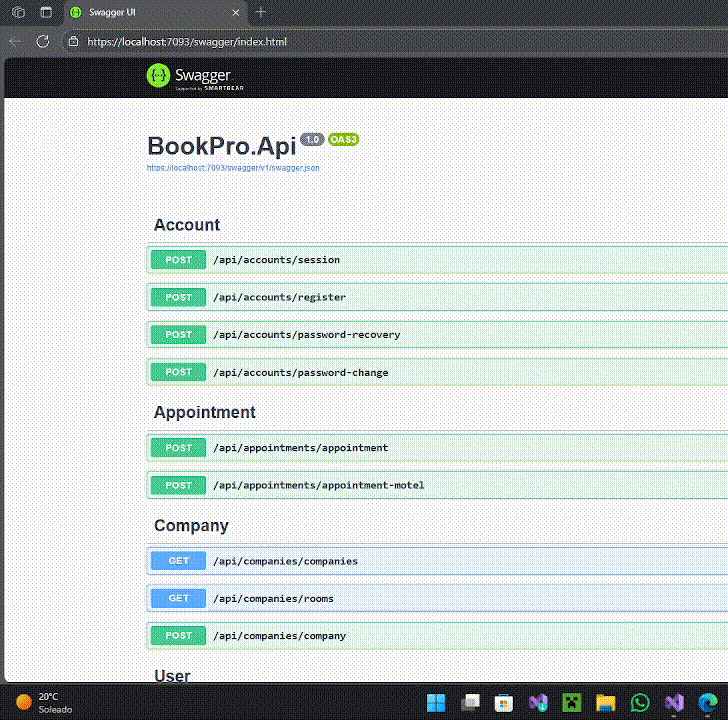 Swagger UI
https://localhost:7093/swagger/index.html
Swagger
Supported by SMARTBEAR
BookPro.Api 1.0 OAS3
https://localhost:7093/swagger/v1/swagger.json
Account
POST /api/accounts/session
POST /api/accounts/register
POST /api/accounts/password-recovery
POST /api/accounts/password-change
Appointment
POST /api/appointments/appointment
POST /api/appointments/appointment-motel
Company
GET /api/companies/companies
GET /api/companies/rooms
POST /api/companies/company
User
20°C
Soleado